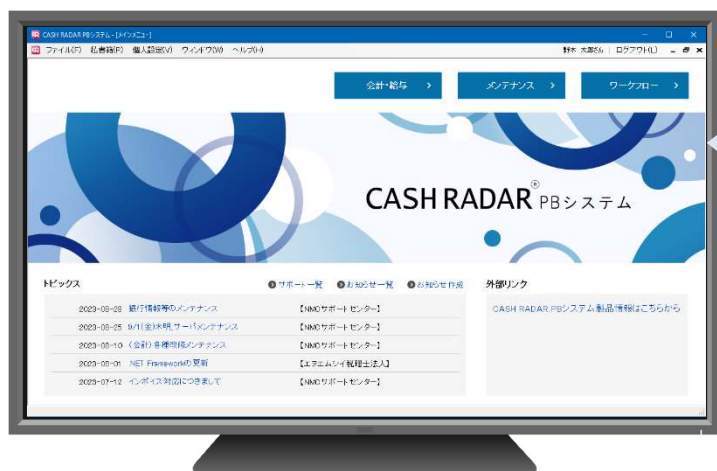 CASH RADAR PBシステム - [メインメニュー]
ファイル(F) 私書箱(P) 個人設定(V) ウィンドウ(W) ヘルプ(H) 野本 太郎さん ログアウト(L)
会計・給与 > メンテナンス > ワークフロー >
CASH RADAR® PBシステム
トピックス サポート一覧 お知らせ一覧 お知らせ作成 外部リンク
2023-08-28 銀行情報等のメンテナンス 【NMCサポートセンター】 CASH RADAR PBシステム製品情報はこちらから
2023-08-25 9/1(金)未明,サーバメンテナンス 【NMCサポートセンター】
2023-08-10 (会計)各種改修メンテナンス 【NMCサポートセンター】
2023-08-01 .NET Frameworkの更新 【エヌエムシイ税理士法人】
2023-07-12 インボイス対応につきまして 【NMCサポートセンター】